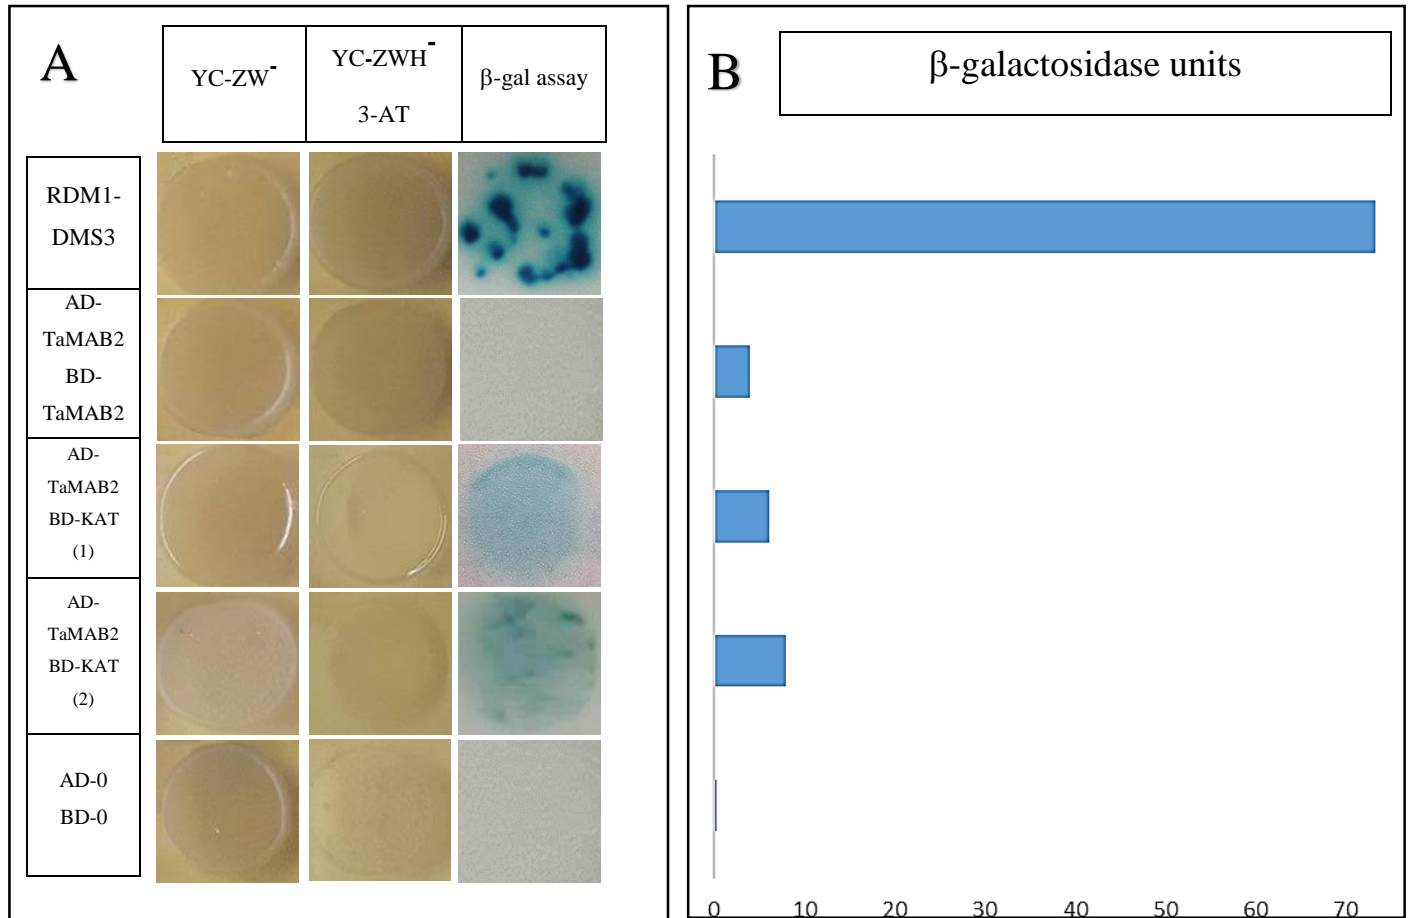 A
YC-ZW-
YC-ZWH-
3-AT
β-gal assay
RDM1-
DMS3
AD-
TaMAB2
BD-
TaMAB2
AD-
TaMAB2
BD-KAT
(1)
AD-
TaMAB2
BD-KAT
(2)
AD-0
BD-0
B
β-galactosidase units
0 10 20 30 40 50 60 70